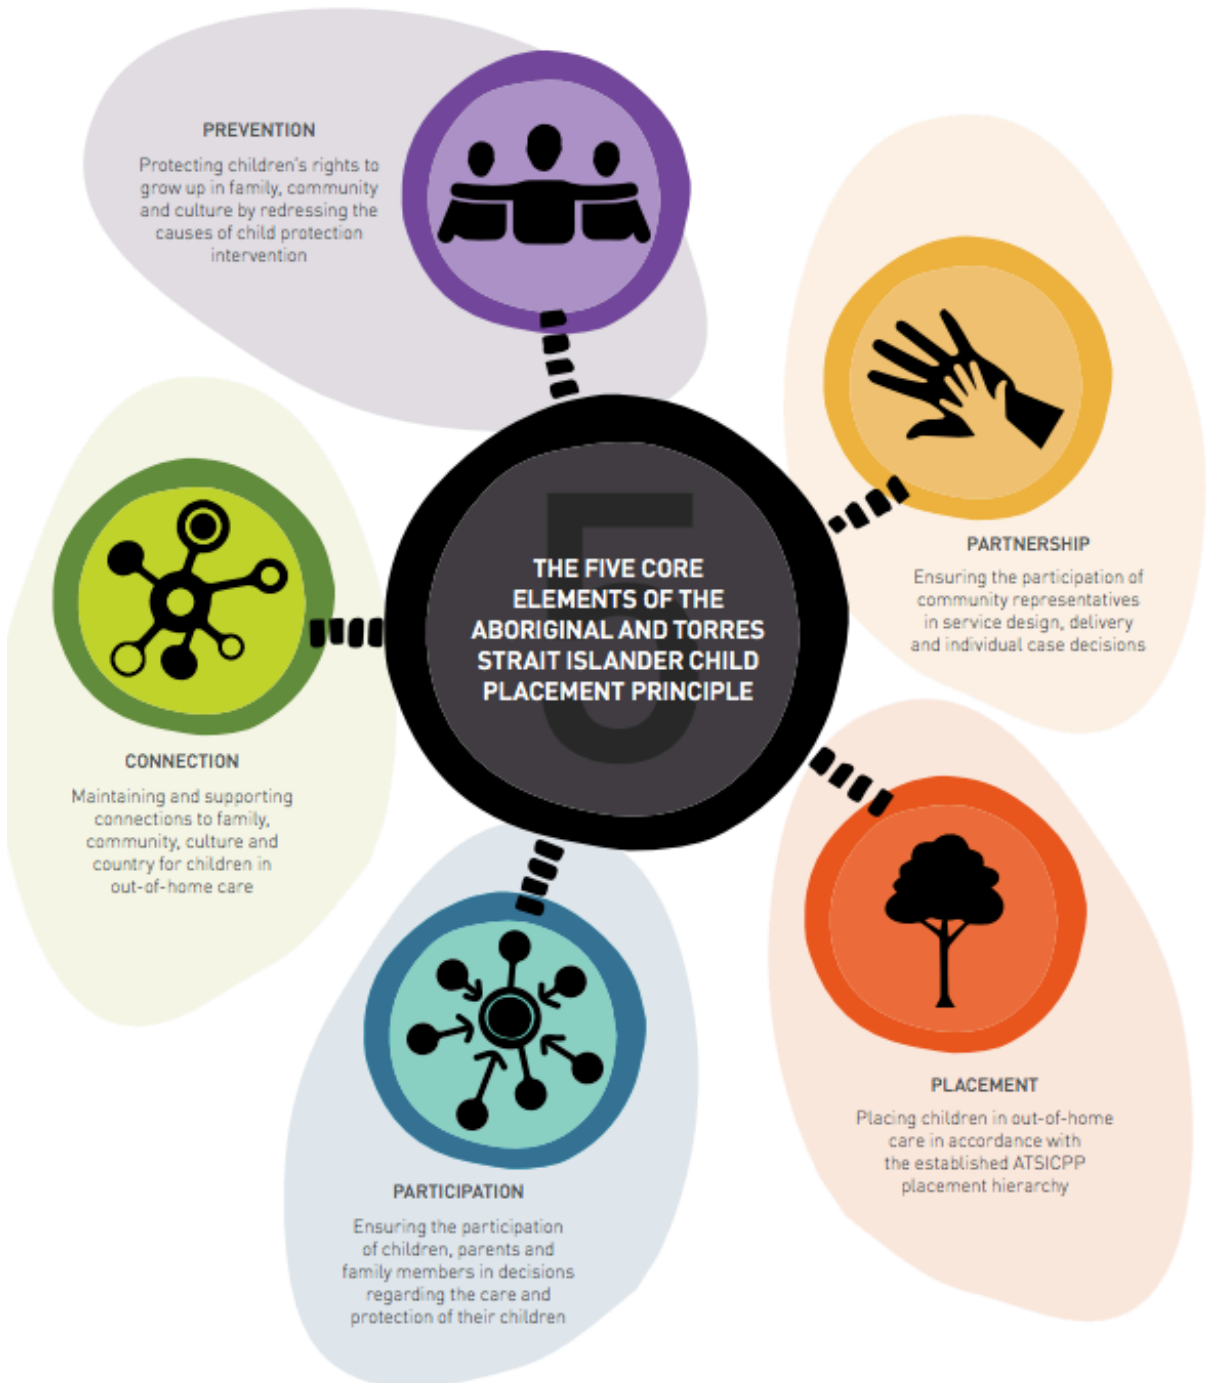 PREVENTION
Protecting children's rights to
grow up in family, community
and culture by redressing the
causes of child protection
intervention
PARTNERSHIP
Ensuring the participation of
community representatives
in service design, delivery
and individual case decisions
5
THE FIVE CORE
ELEMENTS OF THE
ABORIGINAL AND TORRES
STRAIT ISLANDER CHILD
PLACEMENT PRINCIPLE
CONNECTION
Maintaining and supporting
connections to family,
community, culture and
country for children in
out-of-home care
PLACEMENT
Placing children in out-of-home
care in accordance with
the established ATSICPP
placement hierarchy
PARTICIPATION
Ensuring the participation
of children, parents and
family members in decisions
regarding the care and
protection of their children